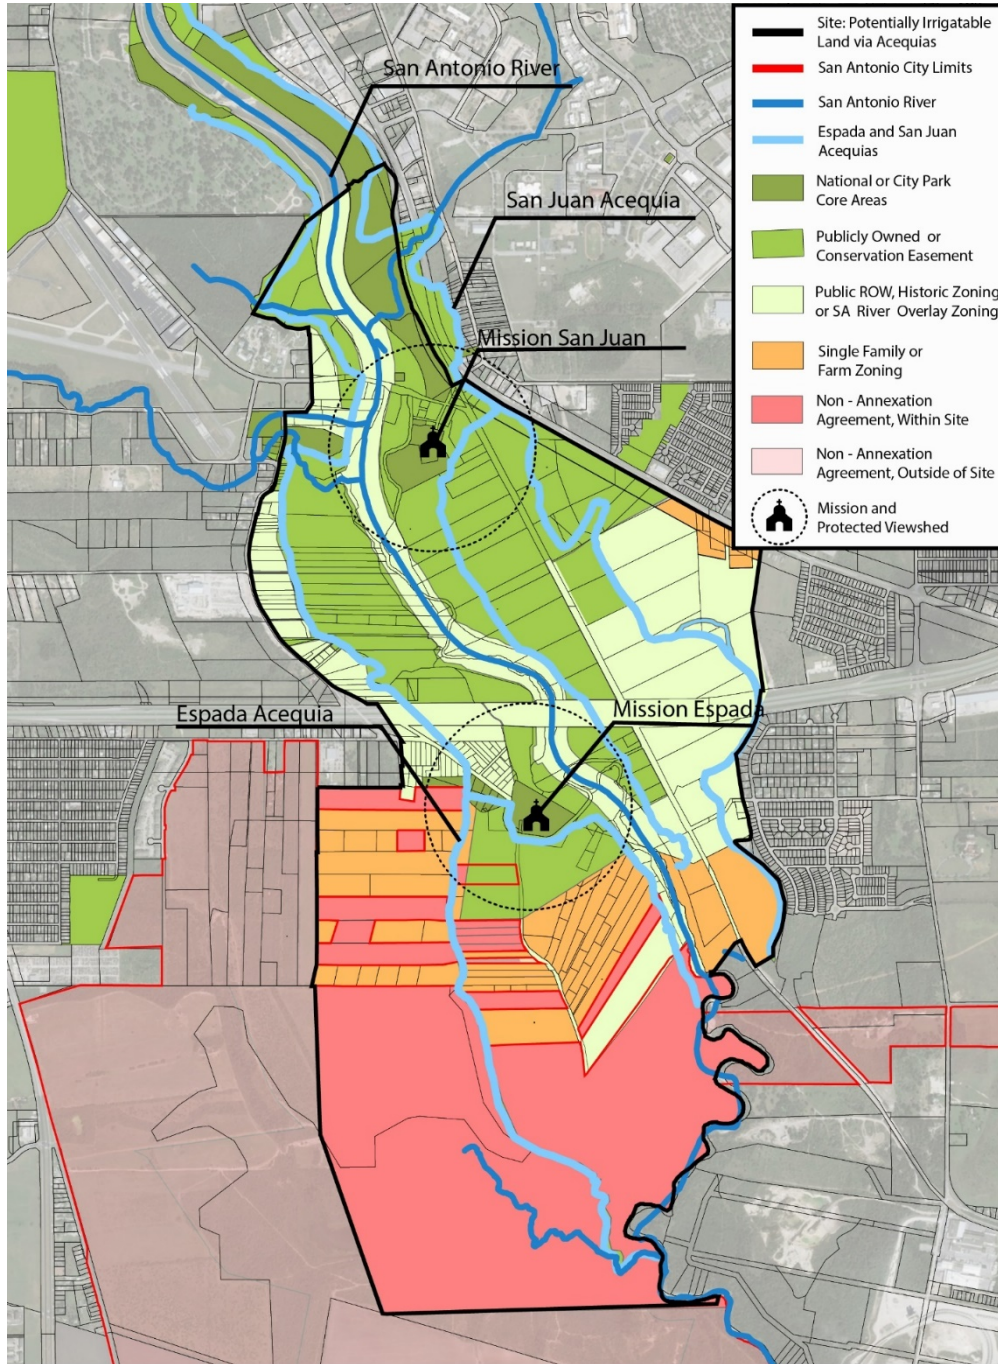 San Antonio River
San Juan Acequia
Mission San Juan
Espada Acequia
Mission Espada
Site: Potentially Irrigatable
Land via Acequias
San Antonio City Limits
San Antonio River
Espada and San Juan
Acequias
National or City Park
Core Areas
Publicly Owned or
Conservation Easement
Public ROW, Historic Zoning
or SA River Overlay Zoning
Single Family or
Farm Zoning
Non - Annexation
Agreement, Within Site
Non - Annexation
Agreement, Outside of Site
Mission and
Protected Viewshed